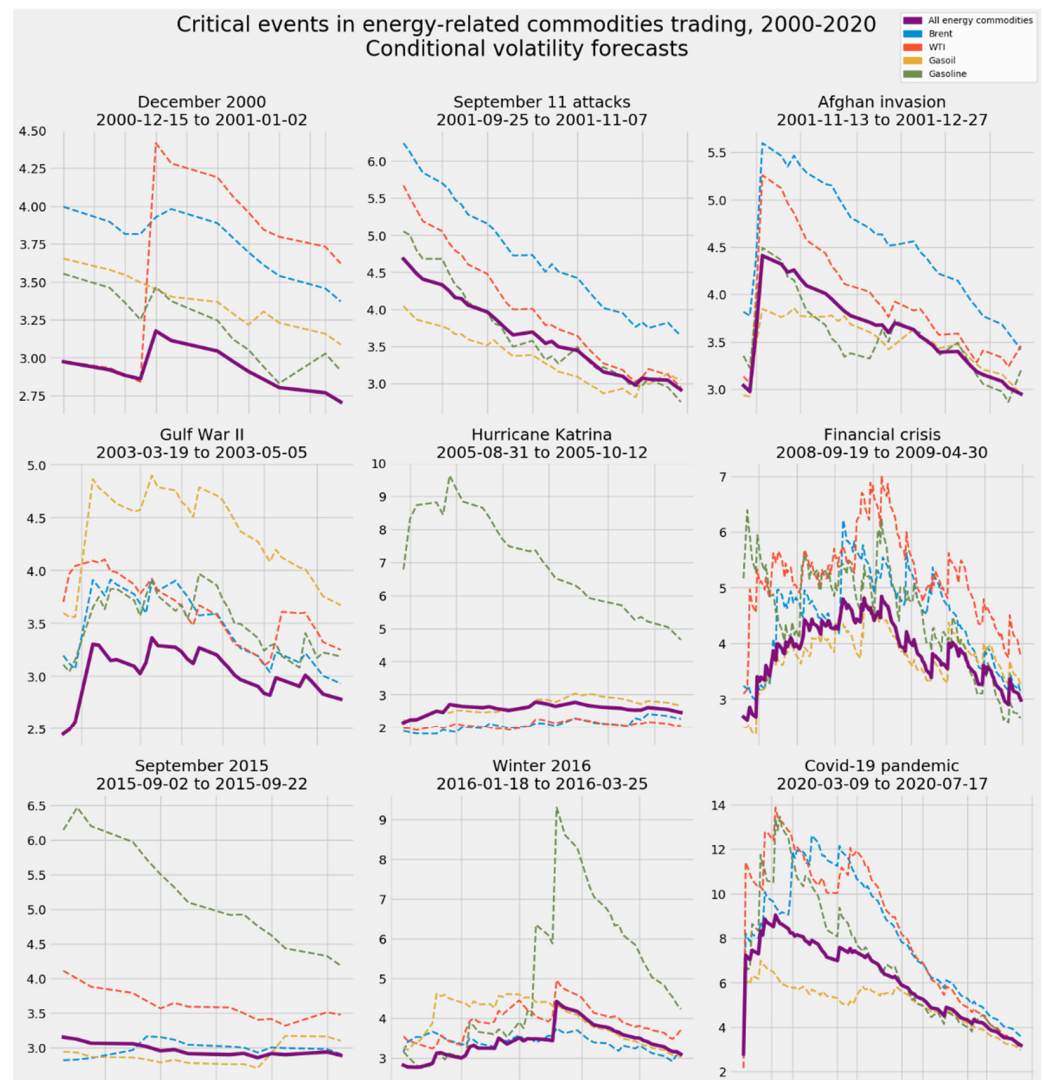 Critical events in energy-related commodities trading, 2000-2020
Conditional volatility forecasts
All energy commodities
Brent
WTI
Gasoil
Gasoline
December 2000
2000-12-15 to 2001-01-02
4.50
4.25
4.00
3.75
3.50
3.25
3.00
2.75
September 11 attacks
2001-09-25 to 2001-11-07
6.0
5.5
5.0
4.5
4.0
3.5
3.0
Afghan invasion
2001-11-13 to 2001-12-27
5.5
5.0
4.5
4.0
3.5
3.0
Gulf War II
2003-03-19 to 2003-05-05
5.0
4.5
4.0
3.5
3.0
2.5
Hurricane Katrina
2005-08-31 to 2005-10-12
10
9
8
7
6
5
4
3
2
Financial crisis
2008-09-19 to 2009-04-30
7
6
5
4
3
September 2015
2015-09-02 to 2015-09-22
6.5
6.0
5.5
5.0
4.5
4.0
3.5
3.0
Winter 2016
2016-01-18 to 2016-03-25
9
8
7
6
5
4
3
Covid-19 pandemic
2020-03-09 to 2020-07-17
14
12
10
8
6
4
2